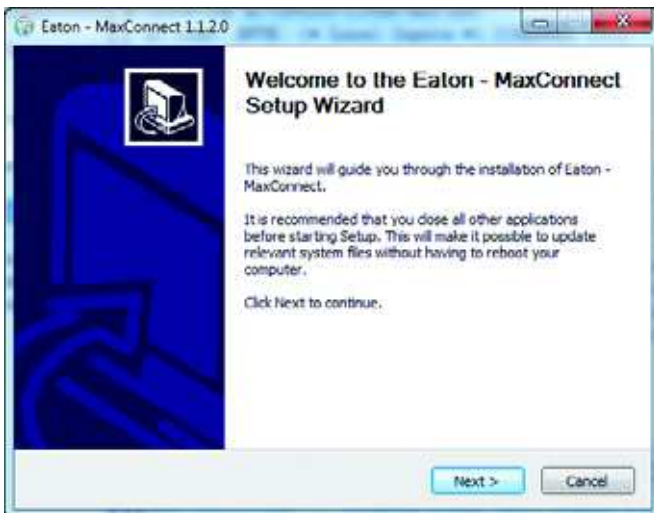 Eaton - MaxConnect 1.1.2.0
Welcome to the Eaton - MaxConnect
Setup Wizard
This wizard will guide you through the installation of Eaton -
MaxConnect.
It is recommended that you close all other applications
before starting Setup. This will make it possible to update
relevant system files without having to reboot your
computer.
Click Next to continue.
Next >
Cancel